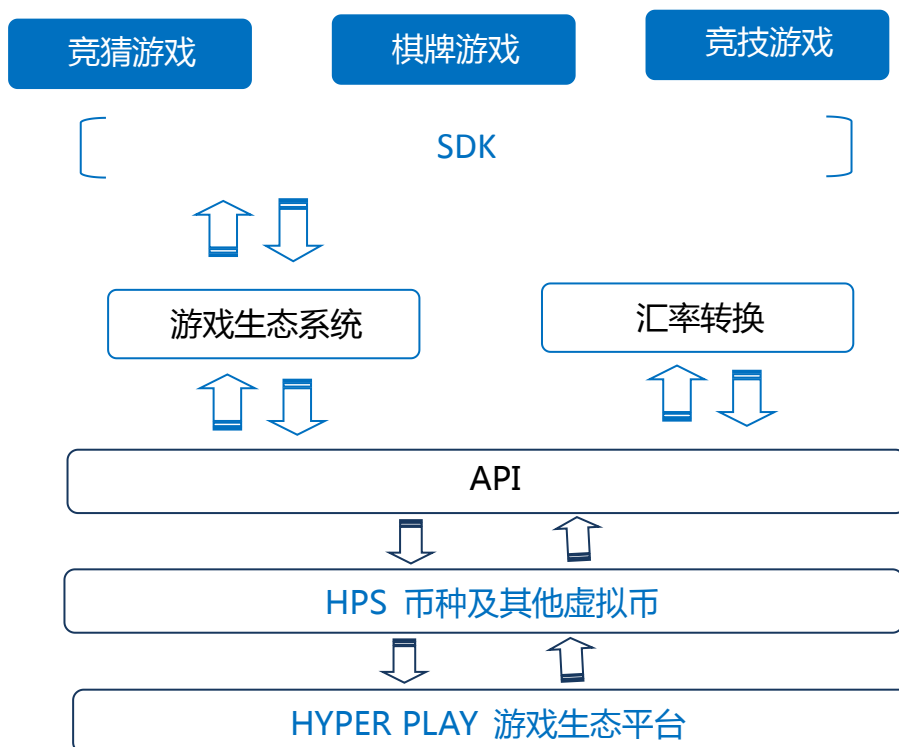 竞猜游戏
棋牌游戏
竞技游戏
SDK
游戏生态系统
汇率转换
API
HPS 币种及其他虚拟币
HYPER PLAY 游戏生态平台